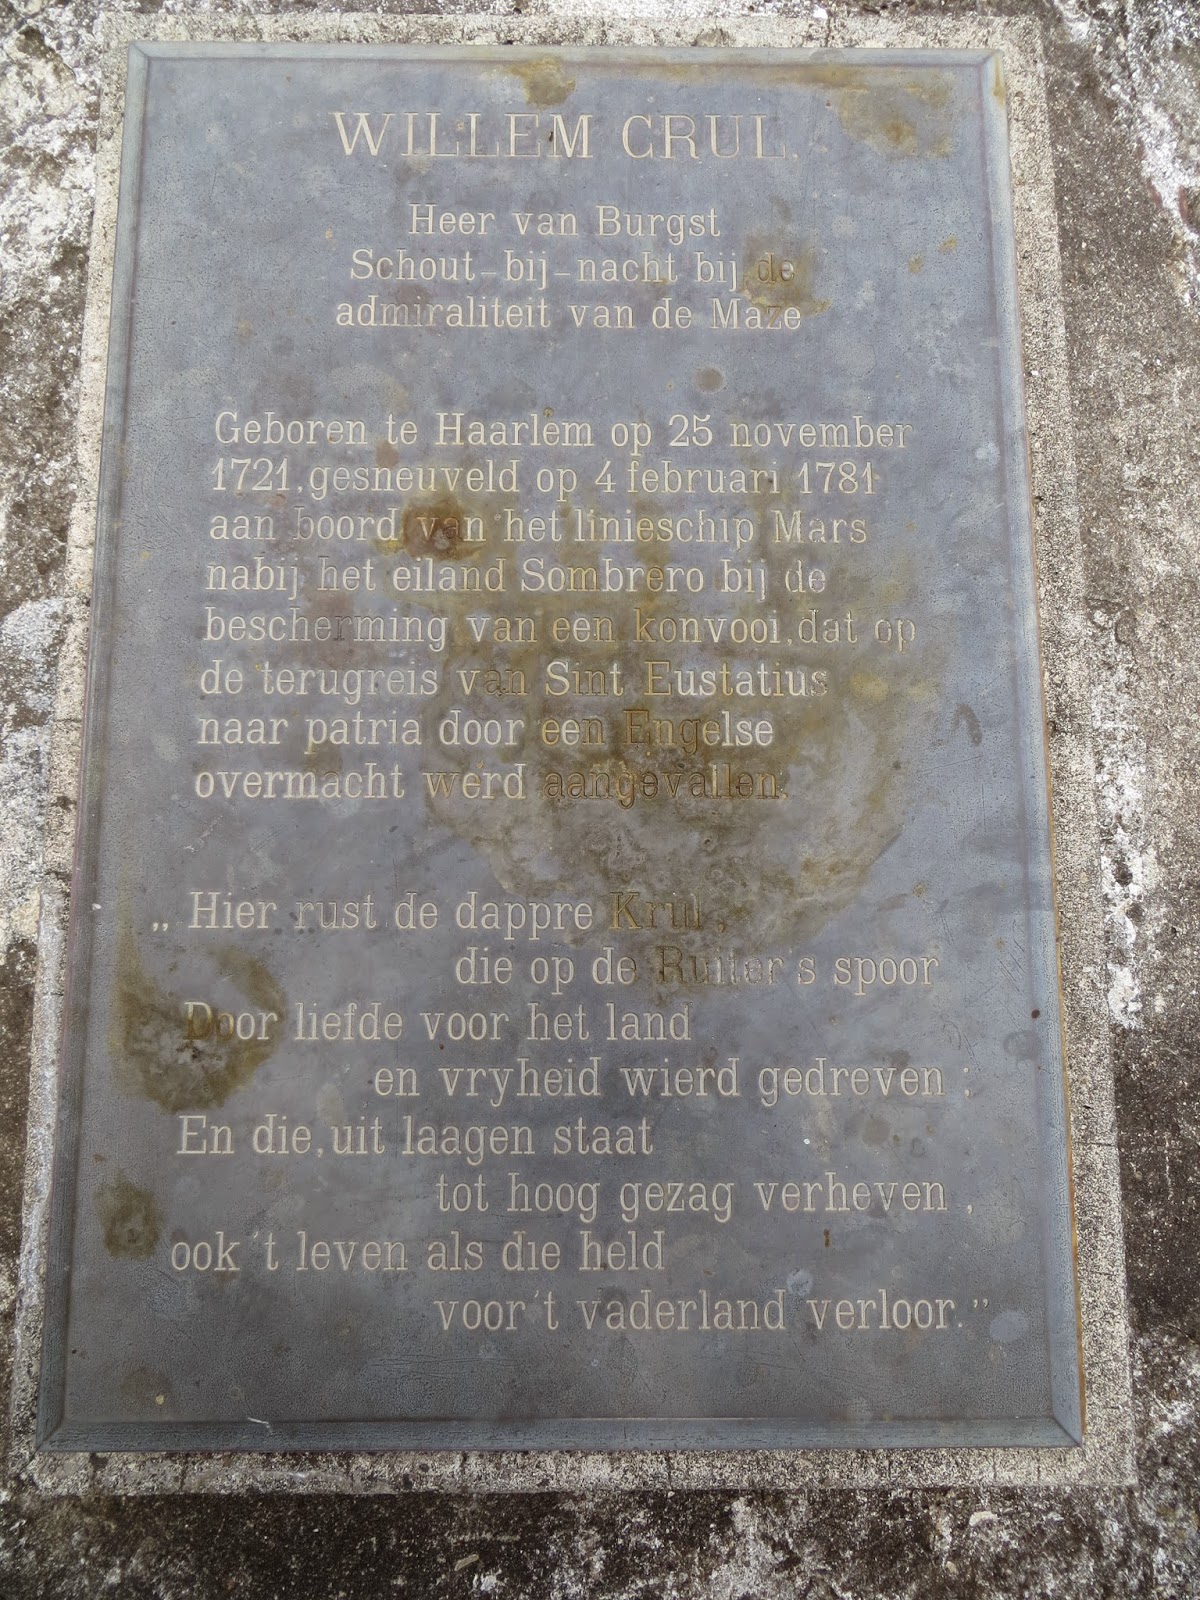 WILLEM CRUL.
Heer van Burgst
Schout-bij-nacht bij de
admiraliteit van de Maze
Geboren te Haarlem op 25 november
1721, gesneuveld op 4 februari 1781
aan boord van het linieschip Mars
nabij het eiland Sombrero bij de
bescherming van een konvooi, dat op
de terugreis van Sint Eustatius
naar patria door een Engelse
overmacht werd aangevallen.
„Hier rust de dappre Krul,
die op de Ruiter's spoor
Door liefde voor het land
en vryheid wierd gedreven;
En die, uit laagen staat
tot hoog gezag verheven,
ook 't leven als die held
voor 't vaderland verloor.”